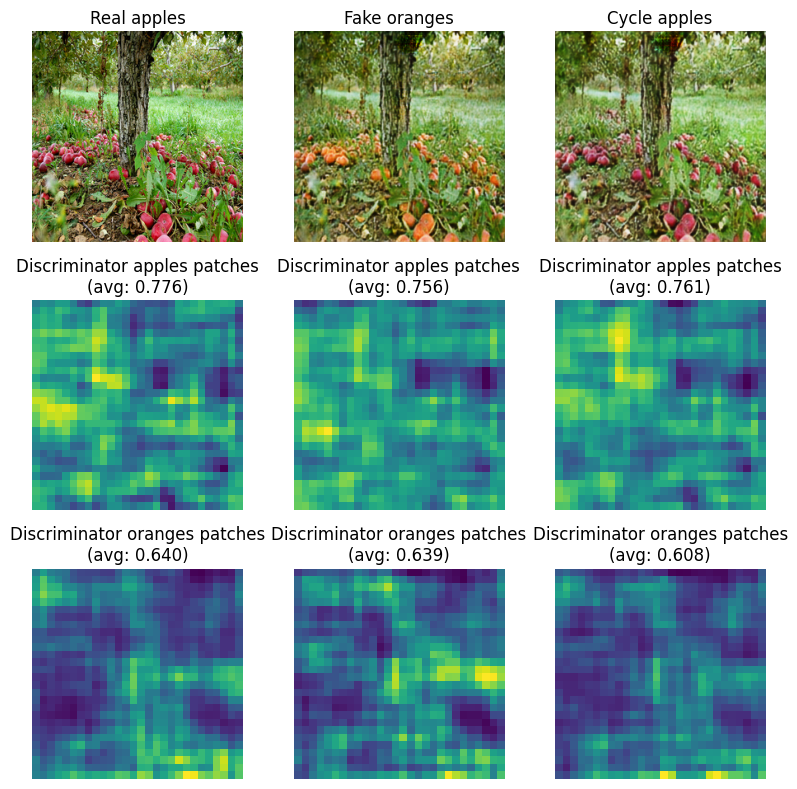 Real apples
Fake oranges
Cycle apples
Discriminator apples patches
(avg: 0.776)
Discriminator apples patches
(avg: 0.756)
Discriminator apples patches
(avg: 0.761)
Discriminator oranges patches
(avg: 0.640)
Discriminator oranges patches
(avg: 0.639)
Discriminator oranges patches
(avg: 0.608)